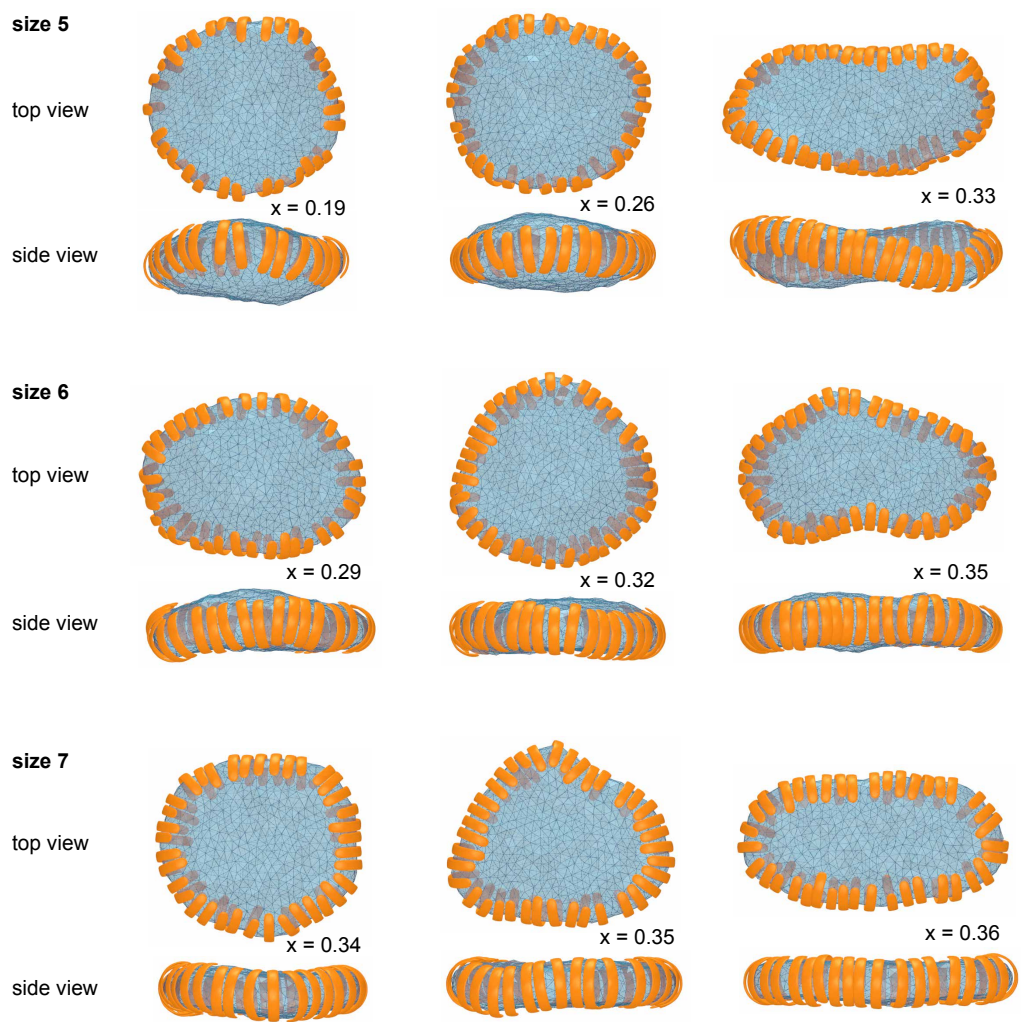 size 5
top view
x = 0.19
x = 0.26
x = 0.33
side view
size 6
top view
x = 0.29
x = 0.32
x = 0.35
side view
size 7
top view
x = 0.34
x = 0.35
x = 0.36
side view